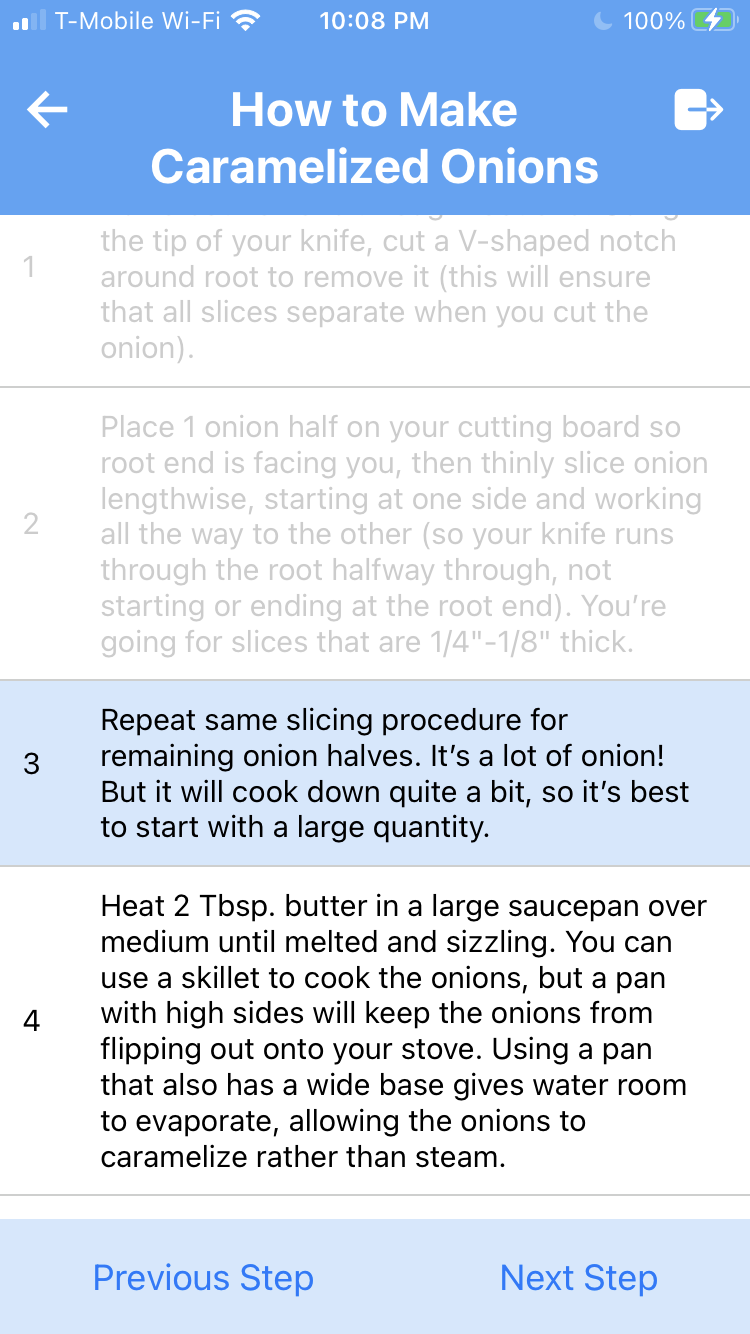 T-Mobile Wi-Fi 10:08 PM 100%
How to Make
Caramelized Onions
the tip of your knife, cut a V-shaped notch
1
around root to remove it (this will ensure
that all slices separate when you cut the
onion).
Place 1 onion half on your cutting board so
root end is facing you, then thinly slice onion
lengthwise, starting at one side and working
2
all the way to the other (so your knife runs
through the root halfway through, not
starting or ending at the root end). You’re
going for slices that are 1/4"-1/8" thick.
Repeat same slicing procedure for
3
remaining onion halves. It’s a lot of onion!
But it will cook down quite a bit, so it’s best
to start with a large quantity.
Heat 2 Tbsp. butter in a large saucepan over
medium until melted and sizzling. You can
use a skillet to cook the onions, but a pan
4
with high sides will keep the onions from
flipping out onto your stove. Using a pan
that also has a wide base gives water room
to evaporate, allowing the onions to
caramelize rather than steam.
Previous Step Next Step